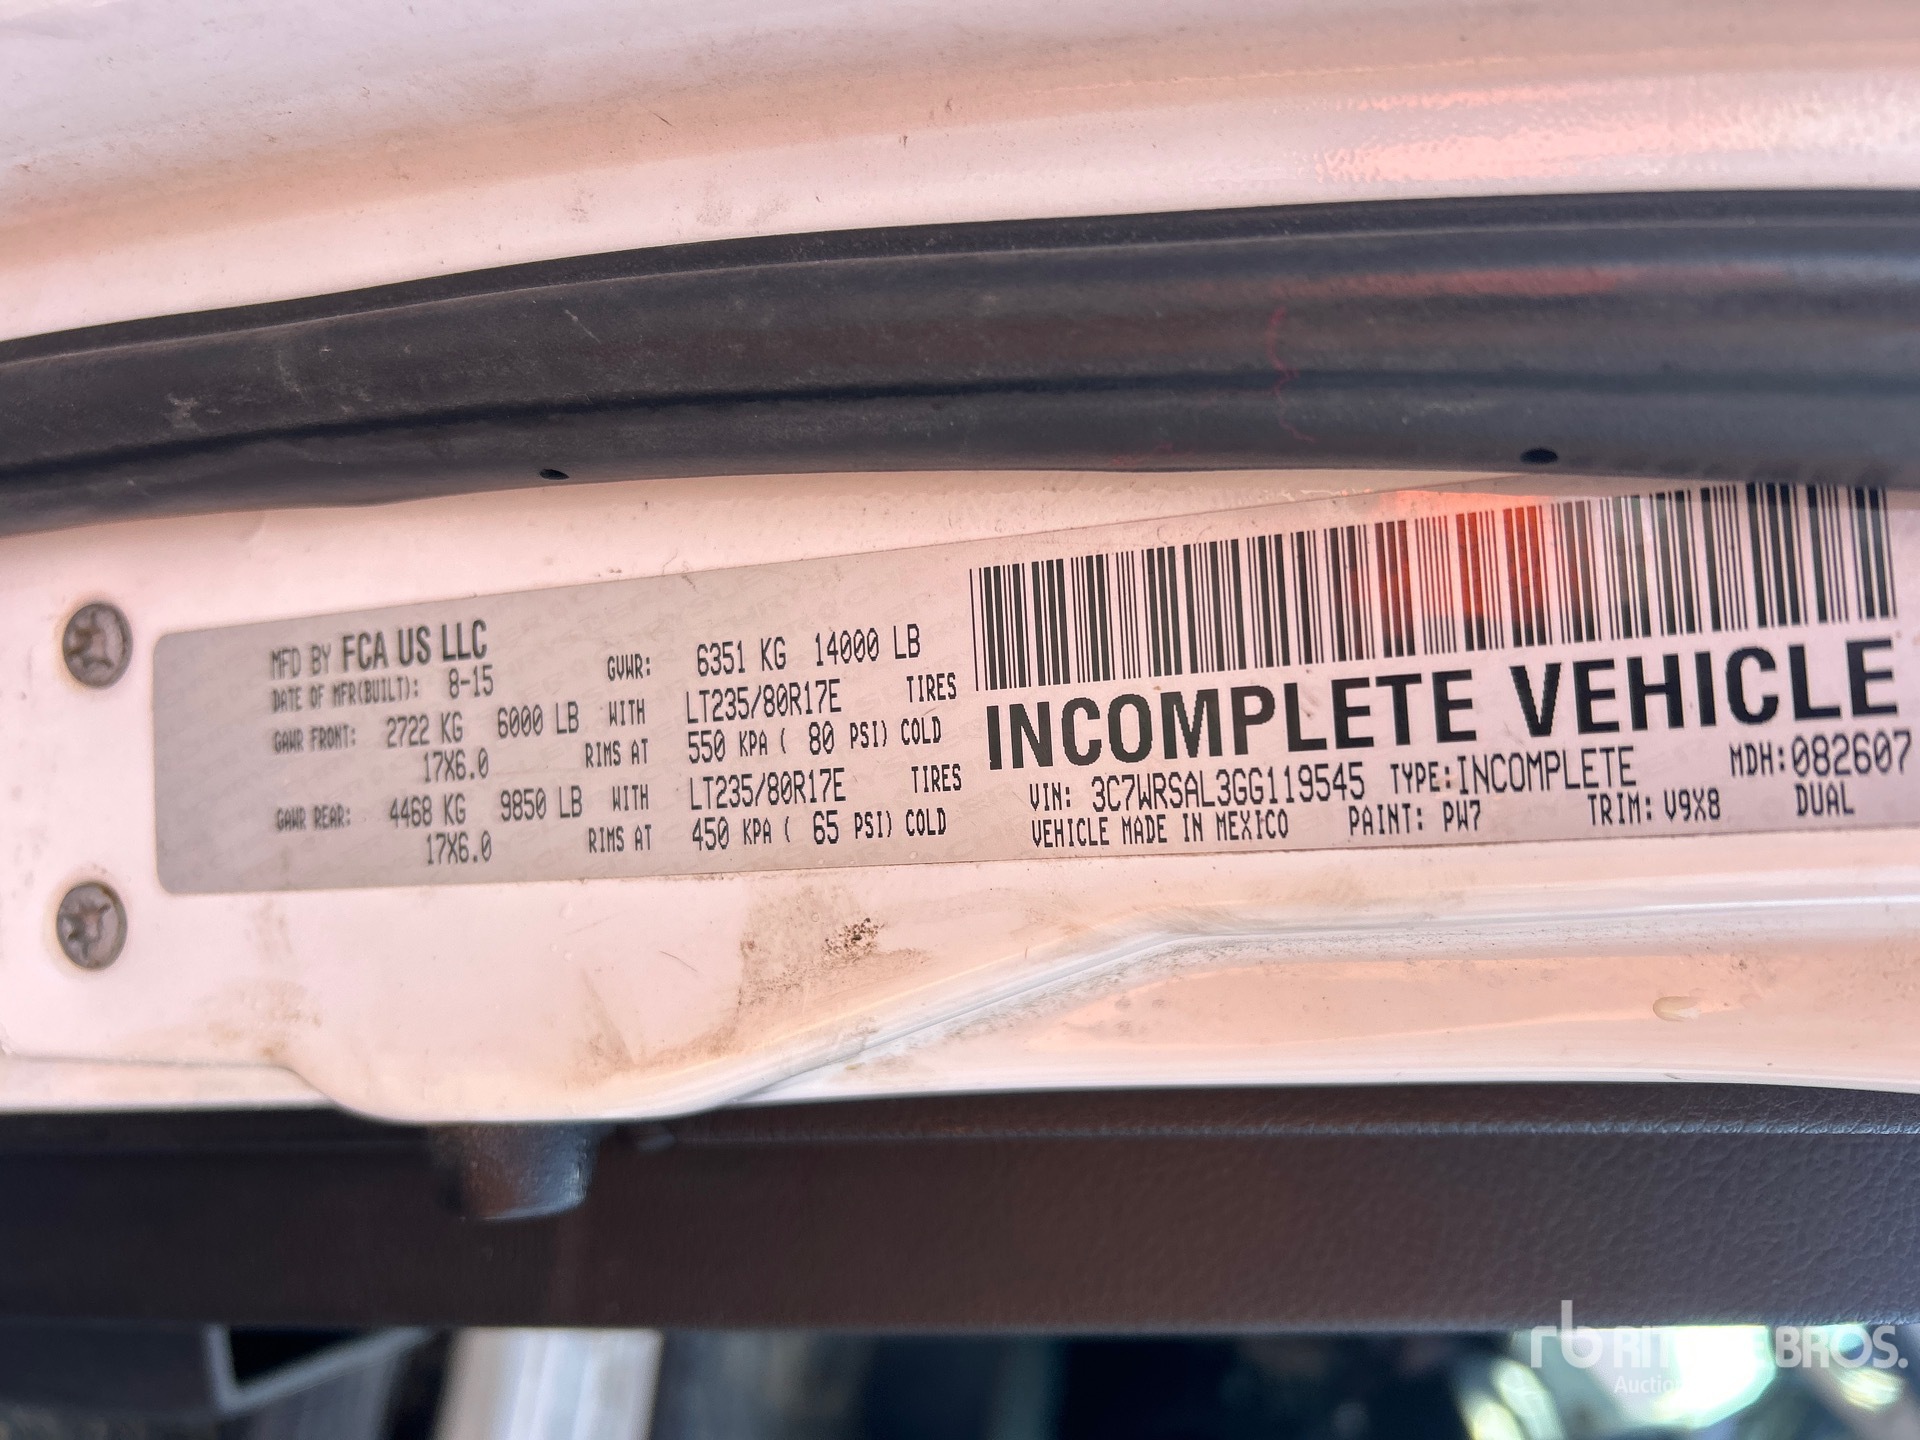 MFD BY FCA US LLC
DATE OF MFR(BUILT): 8-15
GVWR: 6351 KG 14000 LB
GAWR FRONT: 2722 KG 6000 LB WITH LT235/80R17E TIRES
17X6.0 RIMS AT 550 KPA ( 80 PSI) COLD
GAWR REAR: 4468 KG 9850 LB WITH LT235/80R17E TIRES
17X6.0 RIMS AT 450 KPA ( 65 PSI) COLD
INCOMPLETE VEHICLE
VIN: 3C7WRSAL3GG119545 TYPE: INCOMPLETE MDH: 082607
VEHICLE MADE IN MEXICO PAINT: PW7 TRIM: V9X8 DUAL
rb RITCHIE BROS.